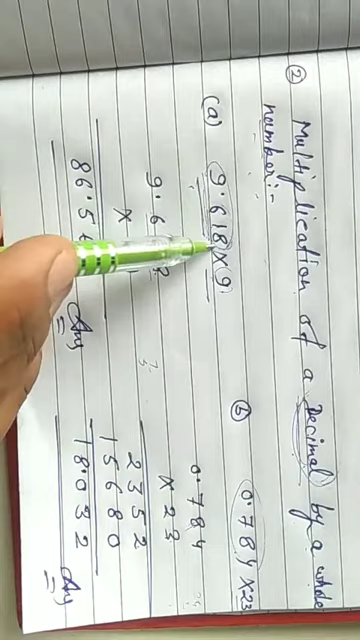 ② Multiplication of a Decimal by a whole
number:-
(a) 9.618 X 9
9.6
X
86.5
Ans
(b) 0.784 X 23
0.784
X 23
2352
15680
18.032
Ans